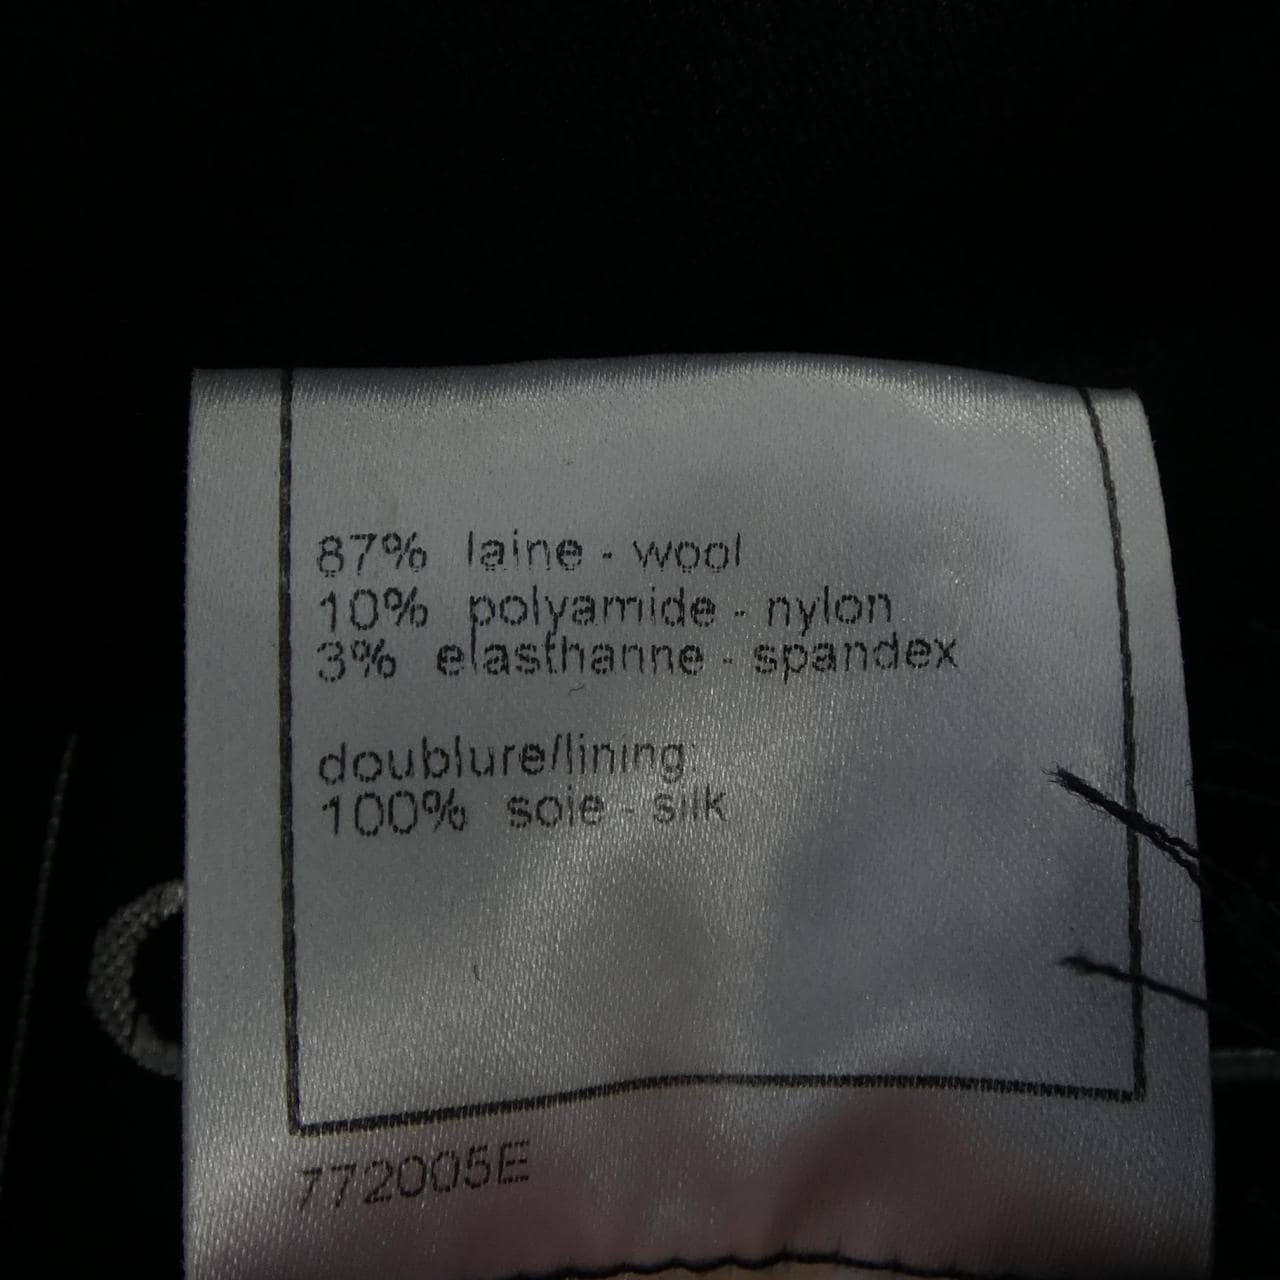 87% laine - wool
10% polyamide - nylon
3% elasthanne - spandex
doublure/lining:
100% soie - silk
772005E